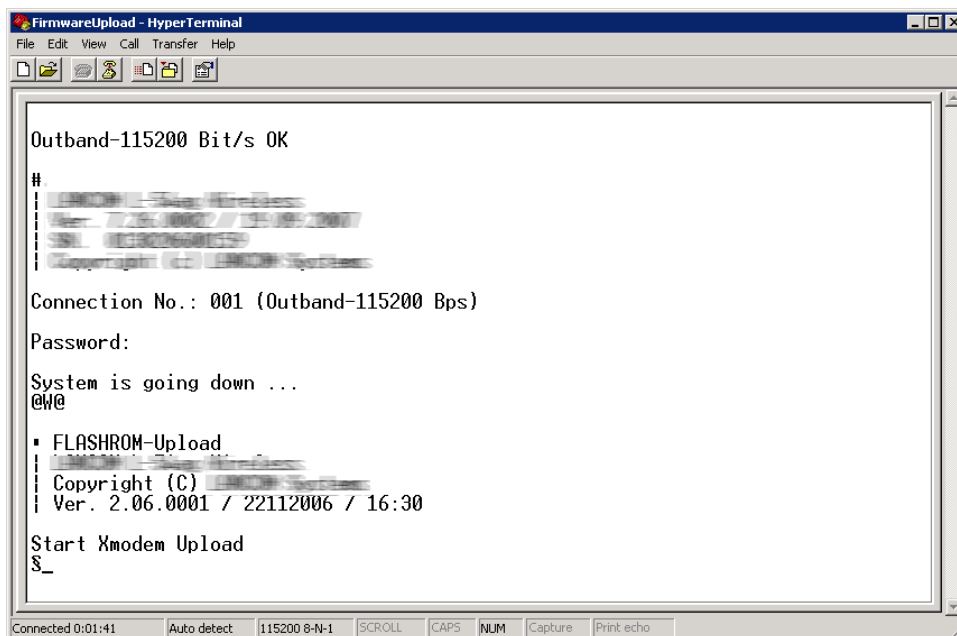 FirmwareUpload - HyperTerminal
File Edit View Call Transfer Help
Outband-115200 Bit/s OK
#
|
|
|
|
Connection No.: 001 (Outband-115200 Bps)
Password:
System is going down ...
@W@
▪ FLASHROM-Upload
|
| Copyright (C)
| Ver. 2.06.0001 / 22112006 / 16:30
Start Xmodem Upload
§_
Connected 0:01:41 Auto detect 115200 8-N-1 SCROLL CAPS NUM Capture Print echo